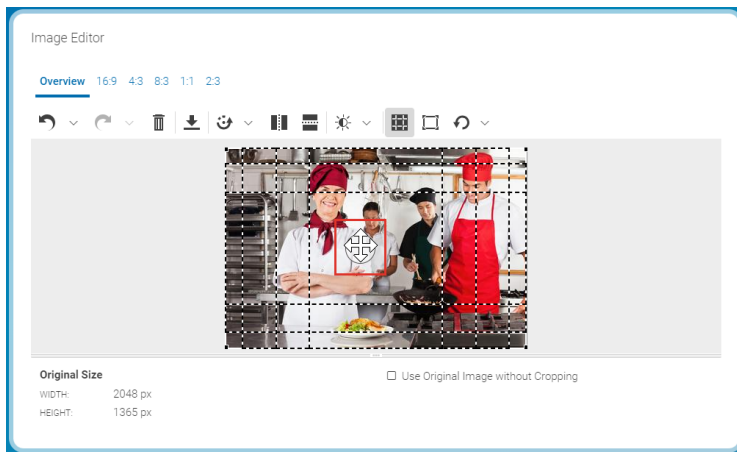 Image Editor
Overview 16:9 4:3 8:3 1:1 2:3
Original Size
WIDTH: 2048 px
HEIGHT: 1365 px
Use Original Image without Cropping